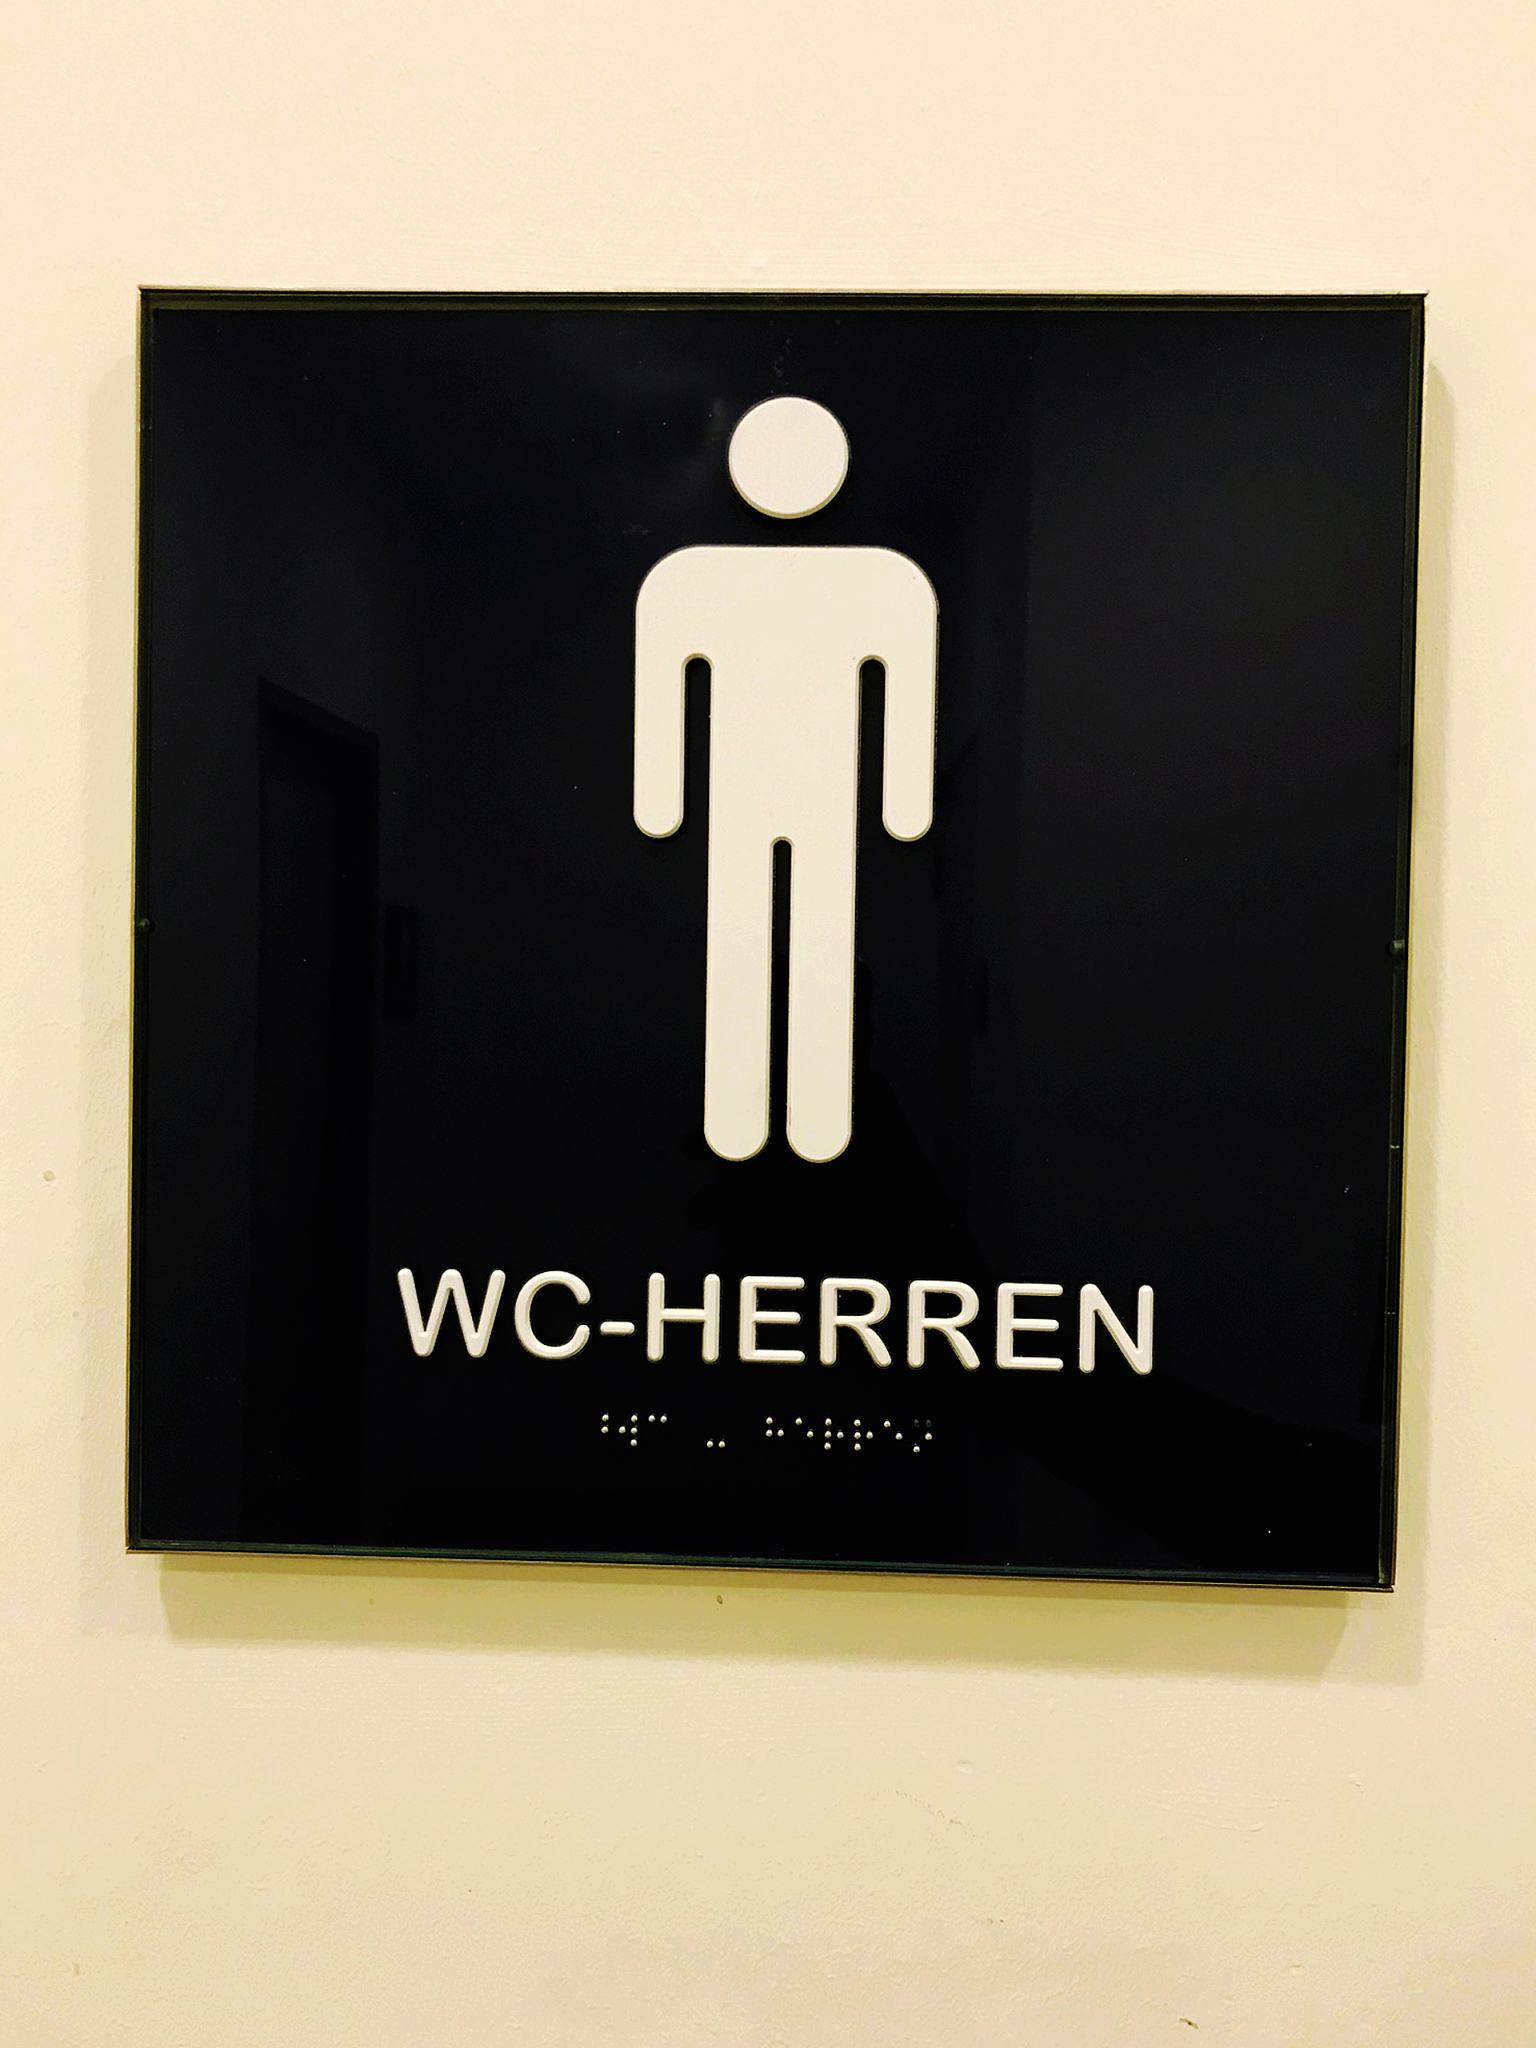 WC-HERREN
⠃⠺⠉ ⠤ ⠓⠑⠗⠗⠑⠝